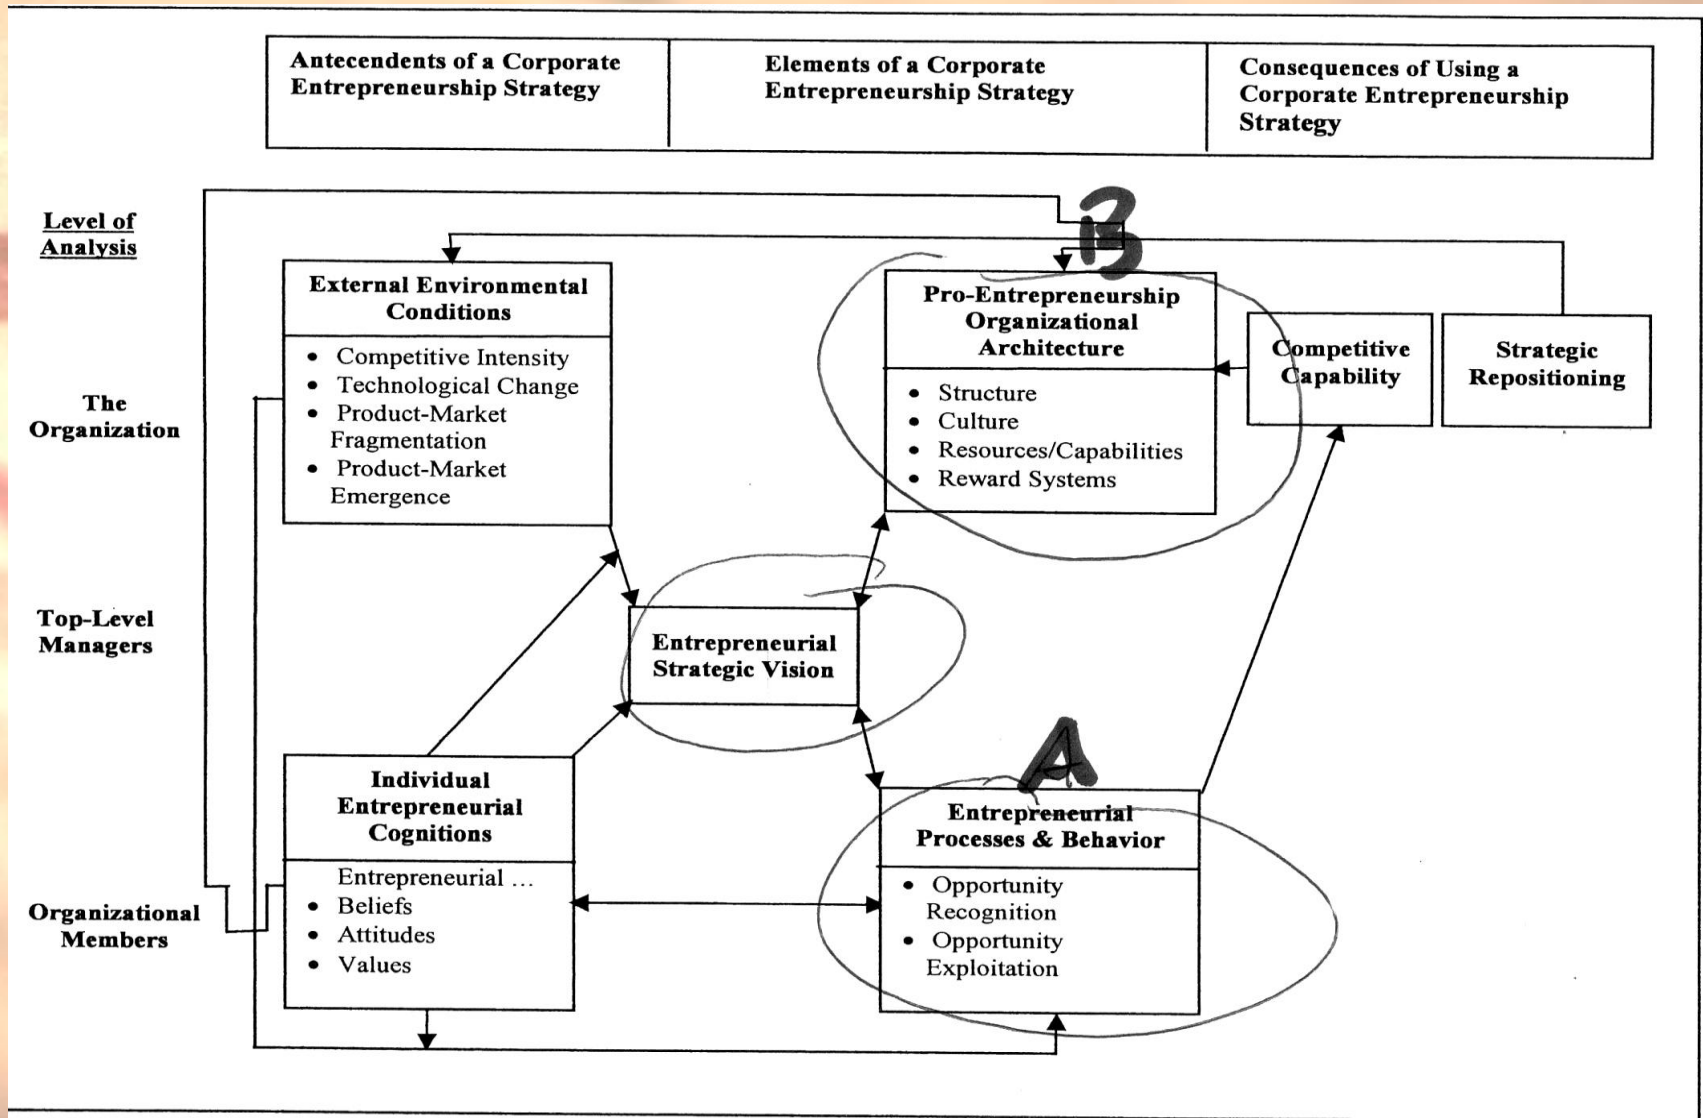 Antecendents of a Corporate
Entrepreneurship Strategy
Elements of a Corporate
Entrepreneurship Strategy
Consequences of Using a
Corporate Entrepreneurship
Strategy
Level of
Analysis
B
External Environmental
Conditions
• Competitive Intensity
• Technological Change
• Product-Market
Fragmentation
• Product-Market
Emergence
Pro-Entrepreneurship
Organizational
Architecture
• Structure
• Culture
• Resources/Capabilities
• Reward Systems
Competitive
Capability
Strategic
Repositioning
The
Organization
Top-Level
Managers
Entrepreneurial
Strategic Vision
A
Individual
Entrepreneurial
Cognitions
Entrepreneurial ...
• Beliefs
• Attitudes
• Values
Entrepreneurial
Processes & Behavior
• Opportunity
Recognition
• Opportunity
Exploitation
Organizational
Members